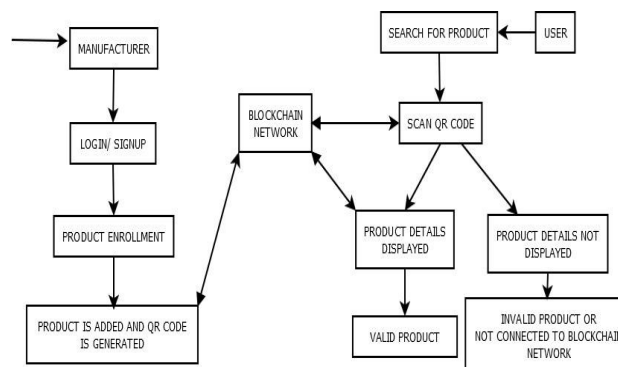 MANUFACTURER
LOGIN/ SIGNUP
PRODUCT ENROLLMENT
PRODUCT IS ADDED AND QR CODE
IS GENERATED
BLOCKCHAIN
NETWORK
SEARCH FOR PRODUCT
USER
SCAN QR CODE
PRODUCT DETAILS
DISPLAYED
PRODUCT DETAILS NOT
DISPLAYED
VALID PRODUCT
INVALID PRODUCT OR
NOT CONNECTED TO BLOCKCHAIN
NETWORK